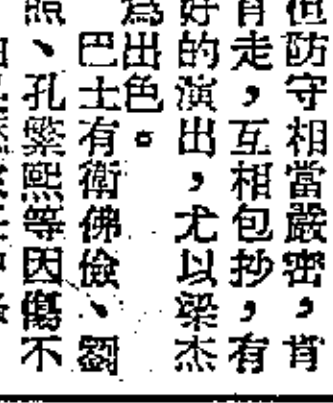 但防守相當嚴密，肯
肯走，互相包抄，有
好的演出，尤以梁杰
為出色。
巴士有衛佛儉、劉
照、孔繁熙等因傷不